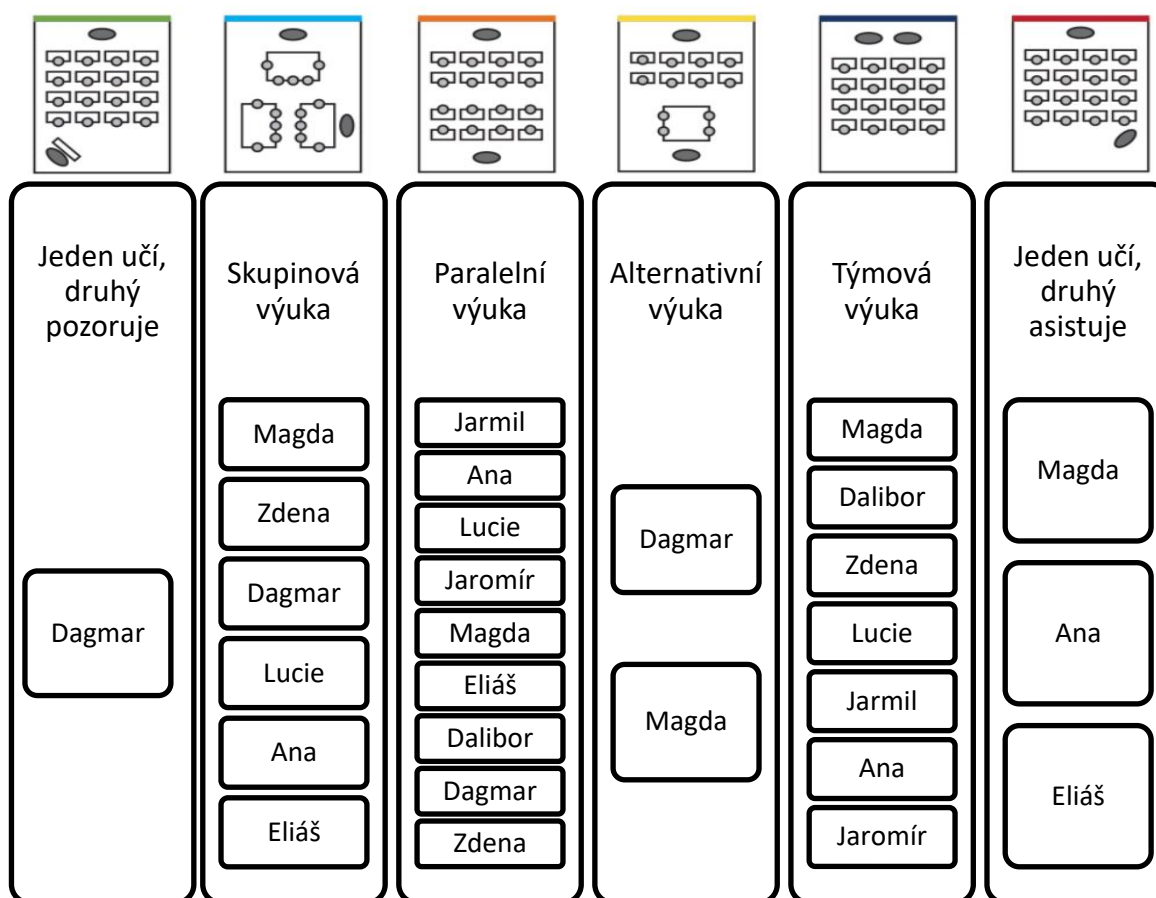 Jeden učí,
druhý
pozoruje
Dagmar
Skupinová
výuka
Magda
Zdena
Dagmar
Lucie
Ana
Eliáš
Paralelní
výuka
Jarmil
Ana
Lucie
Jaromír
Magda
Eliáš
Dalibor
Dagmar
Zdena
Alternativní
výuka
Dagmar
Magda
Týmová
výuka
Magda
Dalibor
Zdena
Lucie
Jarmil
Ana
Jaromír
Jeden učí,
druhý
asistuje
Magda
Ana
Eliáš